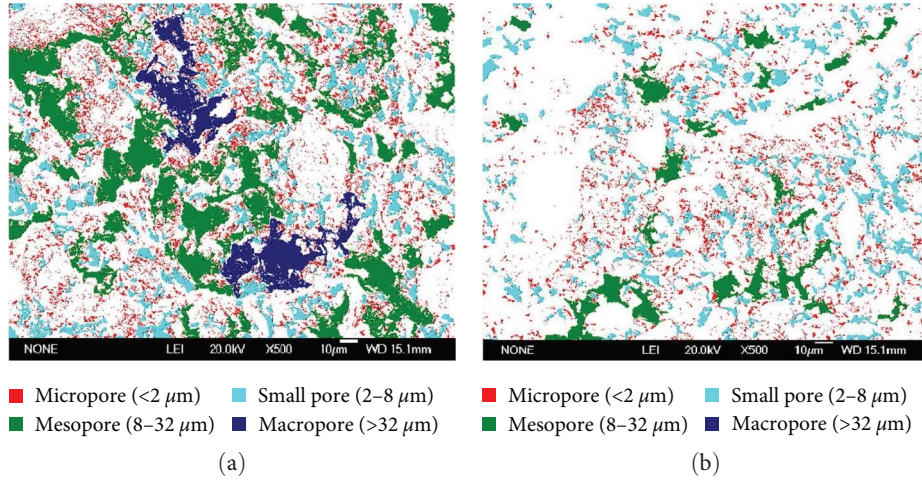 NONE LEI 20.0kV X500 10µm WD 15.1mm
NONE LEI 20.0kV X500 10µm WD 15.1mm
Micropore (<2 µm) Small pore (2–8 µm)
Mesopore (8–32 µm) Macropore (>32 µm)
(a)
Micropore (<2 µm) Small pore (2–8 µm)
Mesopore (8–32 µm) Macropore (>32 µm)
(b)